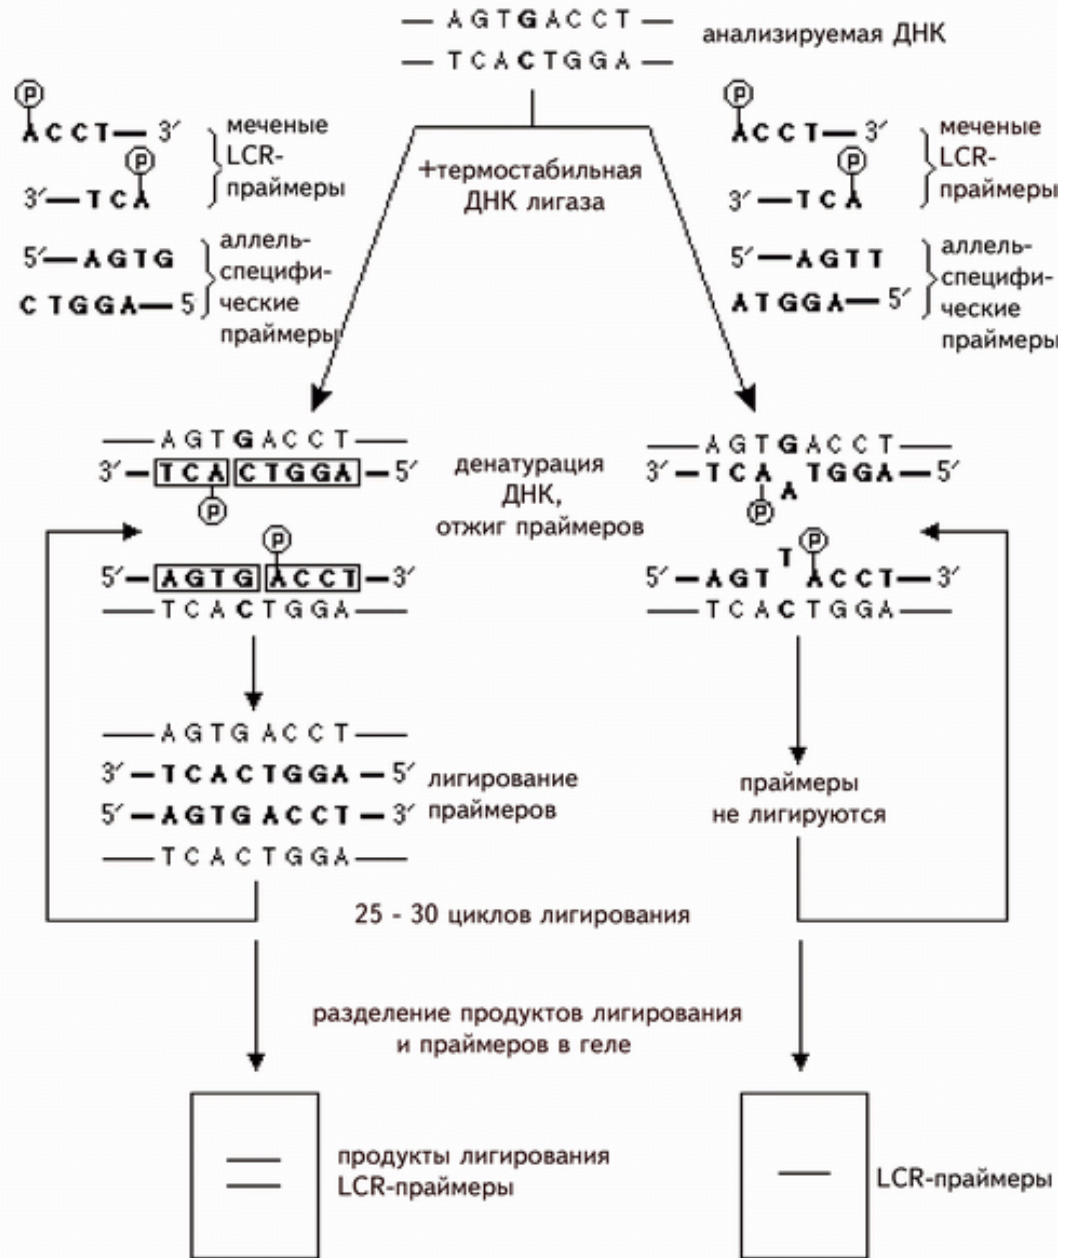 — A G T G A C C T —
— T C A C T G G A —
анализируемая ДНК
P
A C C T — 3′
P
3′ — T C A
меченые
LCR-
праймеры
5′ — A G T G
C T G G A — 5′
аллель-
специфи-
ческие
праймеры
+термостабильная
ДНК лигаза
P
A C C T — 3′
P
3′ — T C A
меченые
LCR-
праймеры
5′ — A G T T
A T G G A — 5′
аллель-
специфи-
ческие
праймеры
— A G T G A C C T —
3′ — T C A C T G G A — 5′
P
P
5′ — A G T G A C C T — 3′
— T C A C T G G A —
денатурация
ДНК,
отжиг праймеров
— A G T G A C C T —
3′ — T C A A T G G A — 5′
P
P
5′ — A G T T A C C T — 3′
— T C A C T G G A —
— A G T G A C C T —
3′ — T C A C T G G A — 5′
5′ — A G T G A C C T — 3′
— T C A C T G G A —
лигирование
праймеров
праймеры
не лигируются
25 - 30 циклов лигирования
разделение продуктов лигирования
и праймеров в геле
продукты лигирования
LCR-праймеры
LCR-праймеры